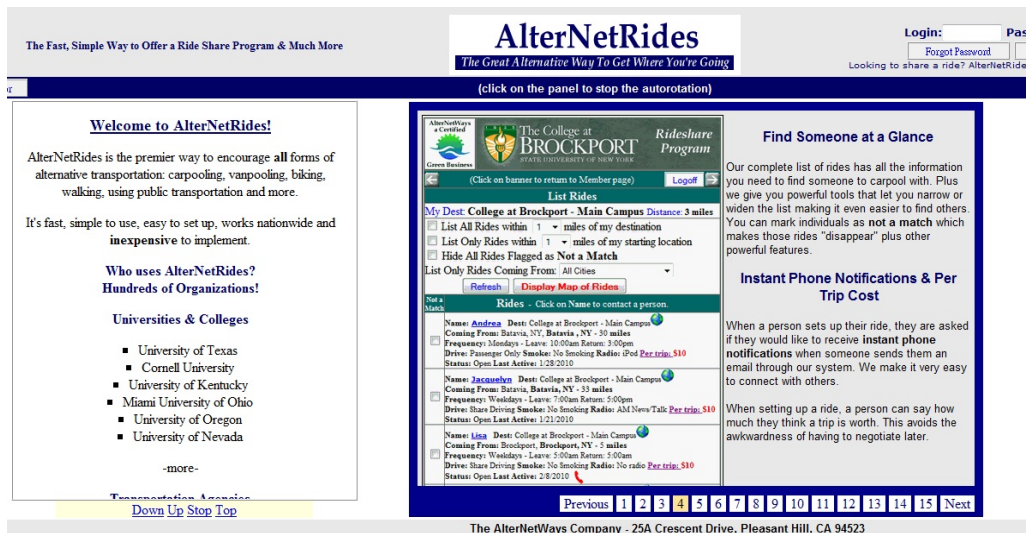 The Fast, Simple Way to Offer a Ride Share Program & Much More
AlterNetRides
The Great Alternative Way To Get Where You're Going
Login:
Pas
Forgot Password
Looking to share a ride? AlterNetRide
or
(click on the panel to stop the autorotation)
Welcome to AlterNetRides!
AlterNetRides is the premier way to encourage all forms of
alternative transportation: carpooling, vanpooling, biking,
walking, using public transportation and more.
It's fast, simple to use, easy to set up, works nationwide and
inexpensive to implement.
Who uses AlterNetRides?
Hundreds of Organizations!
Universities & Colleges
University of Texas
Cornell University
University of Kentucky
Miami University of Ohio
University of Oregon
University of Nevada
-more-
Transportation Agencies
Down Up Stop Top
AlterNetWays
a Certified
Green Business
The College at
BROCKPORT
STATE UNIVERSITY OF NEW YORK
Rideshare
Program
(Click on banner to return to Member page)
Logoff
List Rides
My Dest: College at Brockport - Main Campus Distance: 3 miles
List All Rides within 1 miles of my destination
List Only Rides within 1 miles of my starting location
Hide All Rides Flagged as Not a Match
List Only Rides Coming From: All Cities
Refresh Display Map of Rides
Not a
Match
Rides - Click on Name to contact a person.
Name: Andrea Dest: College at Brockport - Main Campus
Coming From: Batavia, NY, Batavia , NY - 30 miles
Frequency: Mondays - Leave: 10:00am Return: 3:00pm
Drive: Passenger Only Smoke: No Smoking Radio: iPod Per trip: $10
Status: Open Last Active: 1/28/2010
Name: Jacquelyn Dest: College at Brockport - Main Campus
Coming From: Batavia, Batavia, NY - 33 miles
Frequency: Weekdays - Leave: 7:00am Return: 5:00pm
Drive: Share Driving Smoke: No Smoking Radio: AM News/Talk Per trip: $10
Status: Open Last Active: 1/21/2010
Name: Lisa Dest: College at Brockport - Main Campus
Coming From: Brockport, Brockport, NY - 5 miles
Frequency: Weekdays - Leave: 5:00am Return: 5:00am
Drive: Share Driving Smoke: No Smoking Radio: No radio Per trip: $10
Status: Open Last Active: 2/8/2010
Find Someone at a Glance
Our complete list of rides has all the information
you need to find someone to carpool with. Plus
we give you powerful tools that let you narrow or
widen the list making it even easier to find others.
You can mark individuals as not a match which
makes those rides "disappear" plus other
powerful features.
Instant Phone Notifications & Per
Trip Cost
When a person sets up their ride, they are asked
if they would like to receive instant phone
notifications when someone sends them an
email through our system. We make it very easy
to connect with others.
When setting up a ride, a person can say how
much they think a trip is worth. This avoids the
awkwardness of having to negotiate later.
Previous 1 2 3 4 5 6 7 8 9 10 11 12 13 14 15 Next
The AlterNetWays Company - 25A Crescent Drive, Pleasant Hill, CA 94523